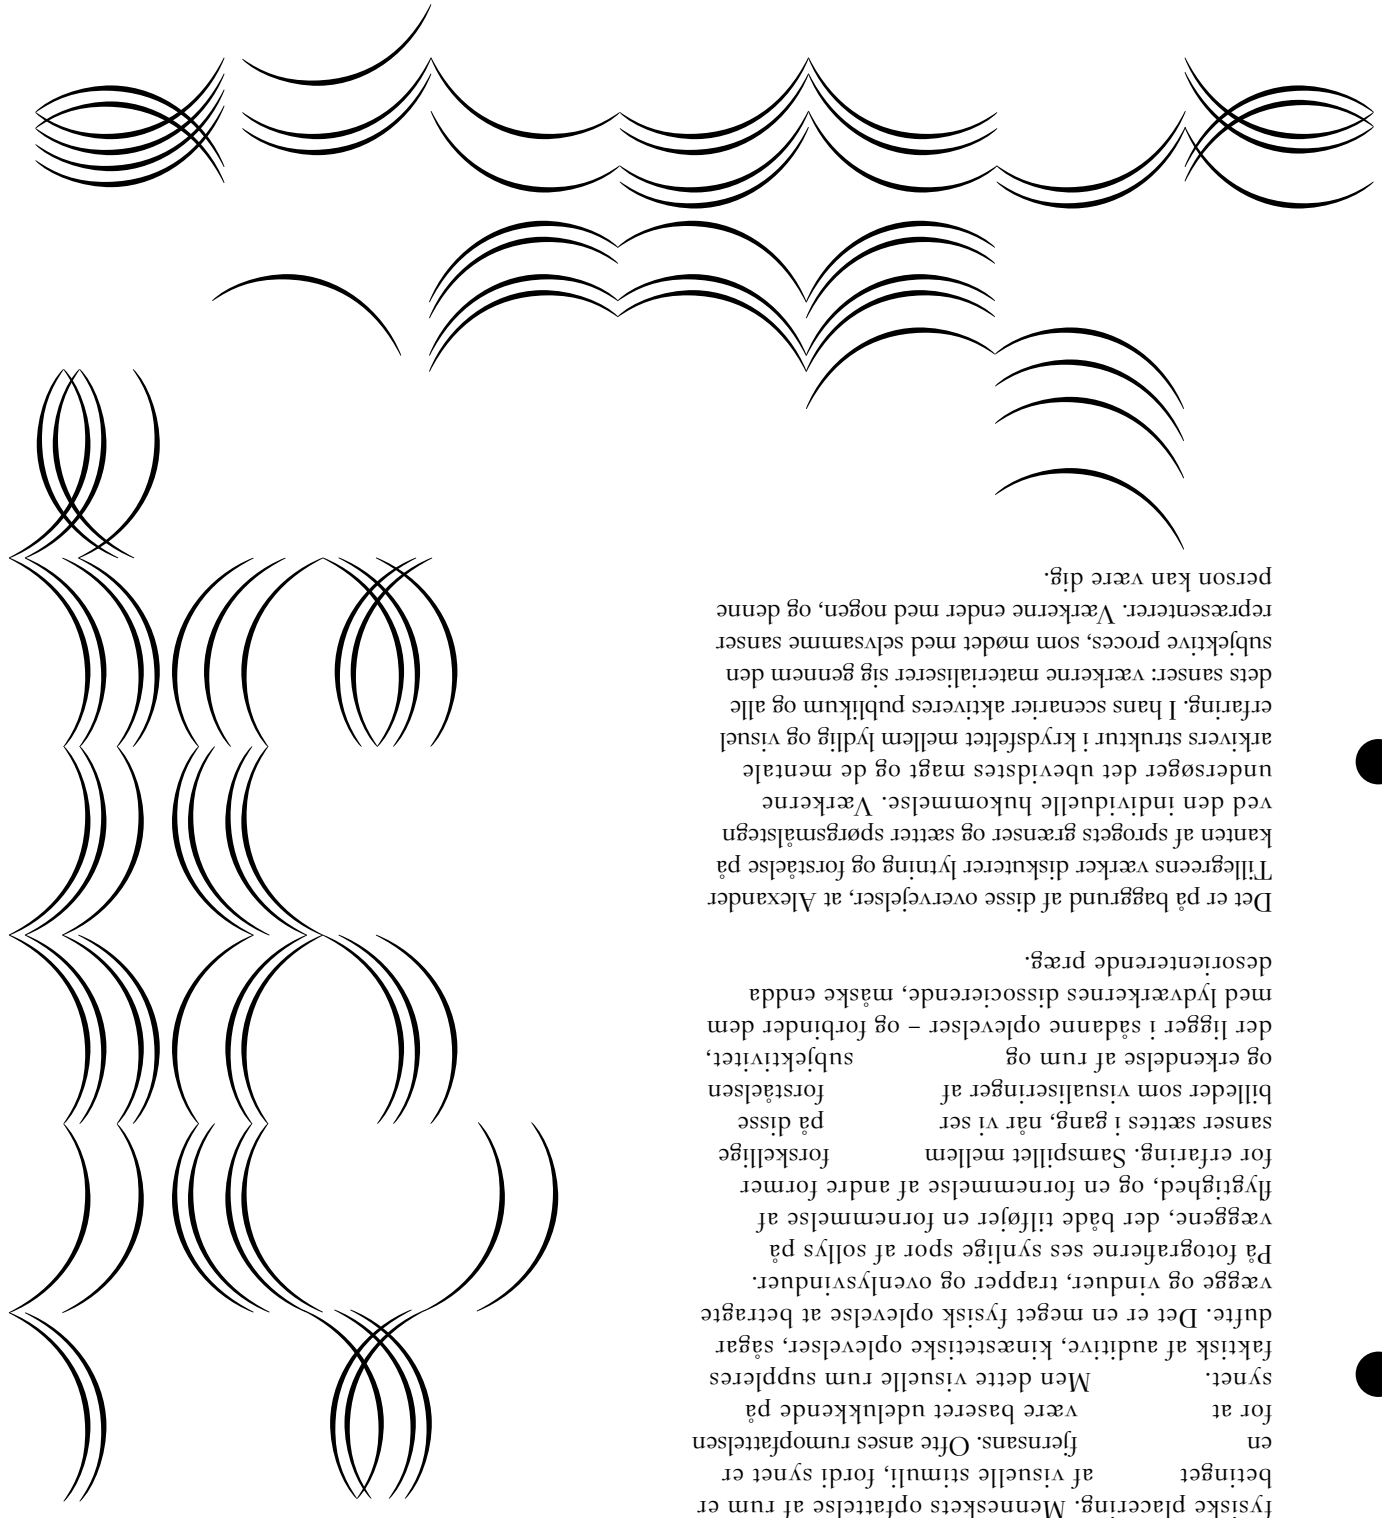 fysiske placering. Menneskets opfattelse af rum er
betinget af visuelle stimuli, fordi synet er
en fjernsans. Ofte anses rumopfattelsen
for at være baseret udelukkende på
synet. Men dette visuelle rum suppleres
faktisk af auditive, kinæstetiske oplevelser, sågar
dufte. Det er en meget fysisk oplevelse at betragte
vægge og vinduer, trapper og ovenlysvinduer.
På fotografierne ses synlige spor af sollys på
væggene, der både tilføjer en fornemmelse af
flygtighed, og en fornemmelse af andre former
for erfaring. Samspillet mellem forskellige
sanser sættes i gang, når vi ser på disse
billeder som visualiseringer af forståelsen
og erkendelse af rum og subjektivitet,
der ligger i sådanne oplevelser – og forbinder dem
med lydværkernes dissocierende, måske endda
desorienterende præg.
Det er på baggrund af disse overvejelser, at Alexander
Tillegreens værker diskuterer lytning og forståelse på
kanten af sprogets grænser og sætter spørgsmålstegn
ved den individuelle hukommelse. Værkerne
undersøger det ubevidstes magt og de mentale
arkivers struktur i krydsfeltet mellem lydlig og visuel
erfaring. I hans scenarier aktiveres publikum og alle
dets sanser: værkerne materialiserer sig gennem den
subjektive proces, som mødet med selvsamme sanser
repræsenterer. Værkerne ender med nogen, og denne
person kan være dig.